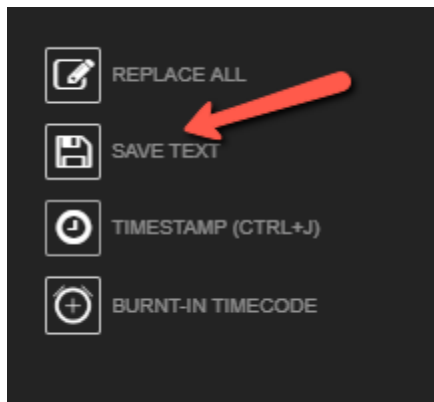 REPLACE ALL
SAVE TEXT
TIMESTAMP (CTRL+J)
BURNT-IN TIMECODE